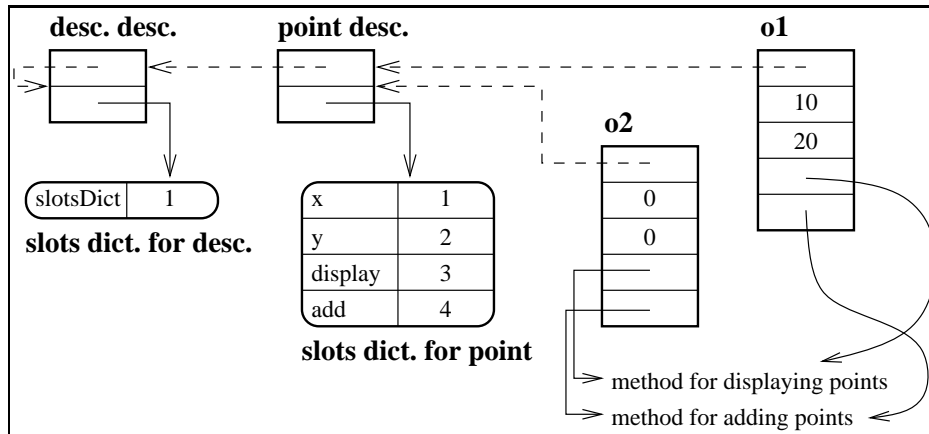 desc. desc.
point desc.
o1
10
20
o2
0
0
slotsDict 1
slots dict. for desc.
x 1
y 2
display 3
add 4
slots dict. for point
method for displaying points
method for adding points